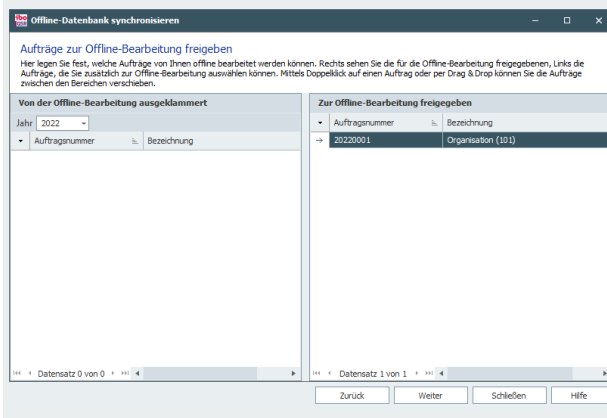 ibo
Offline-Datenbank synchronisieren
Aufträge zur Offline-Bearbeitung freigeben
Hier legen Sie fest, welche Aufträge von Ihnen offline bearbeitet werden können. Rechts sehen Sie die für die Offline-Bearbeitung freigegebenen, Links die
Aufträge, die Sie zusätzlich zur Offline-Bearbeitung auswählen können. Mittels Doppelklick auf einen Auftrag oder per Drag & Drop können Sie die Aufträge
zwischen den Bereichen verschieben.
Von der Offline-Bearbeitung ausgeklammert
Jahr 2022
Auftragsnummer Bezeichnung
Datensatz 0 von 0
Zur Offline-Bearbeitung freigegeben
Auftragsnummer Bezeichnung
20220001 Organisation (101)
Datensatz 1 von 1
Zurück Weiter Schließen Hilfe